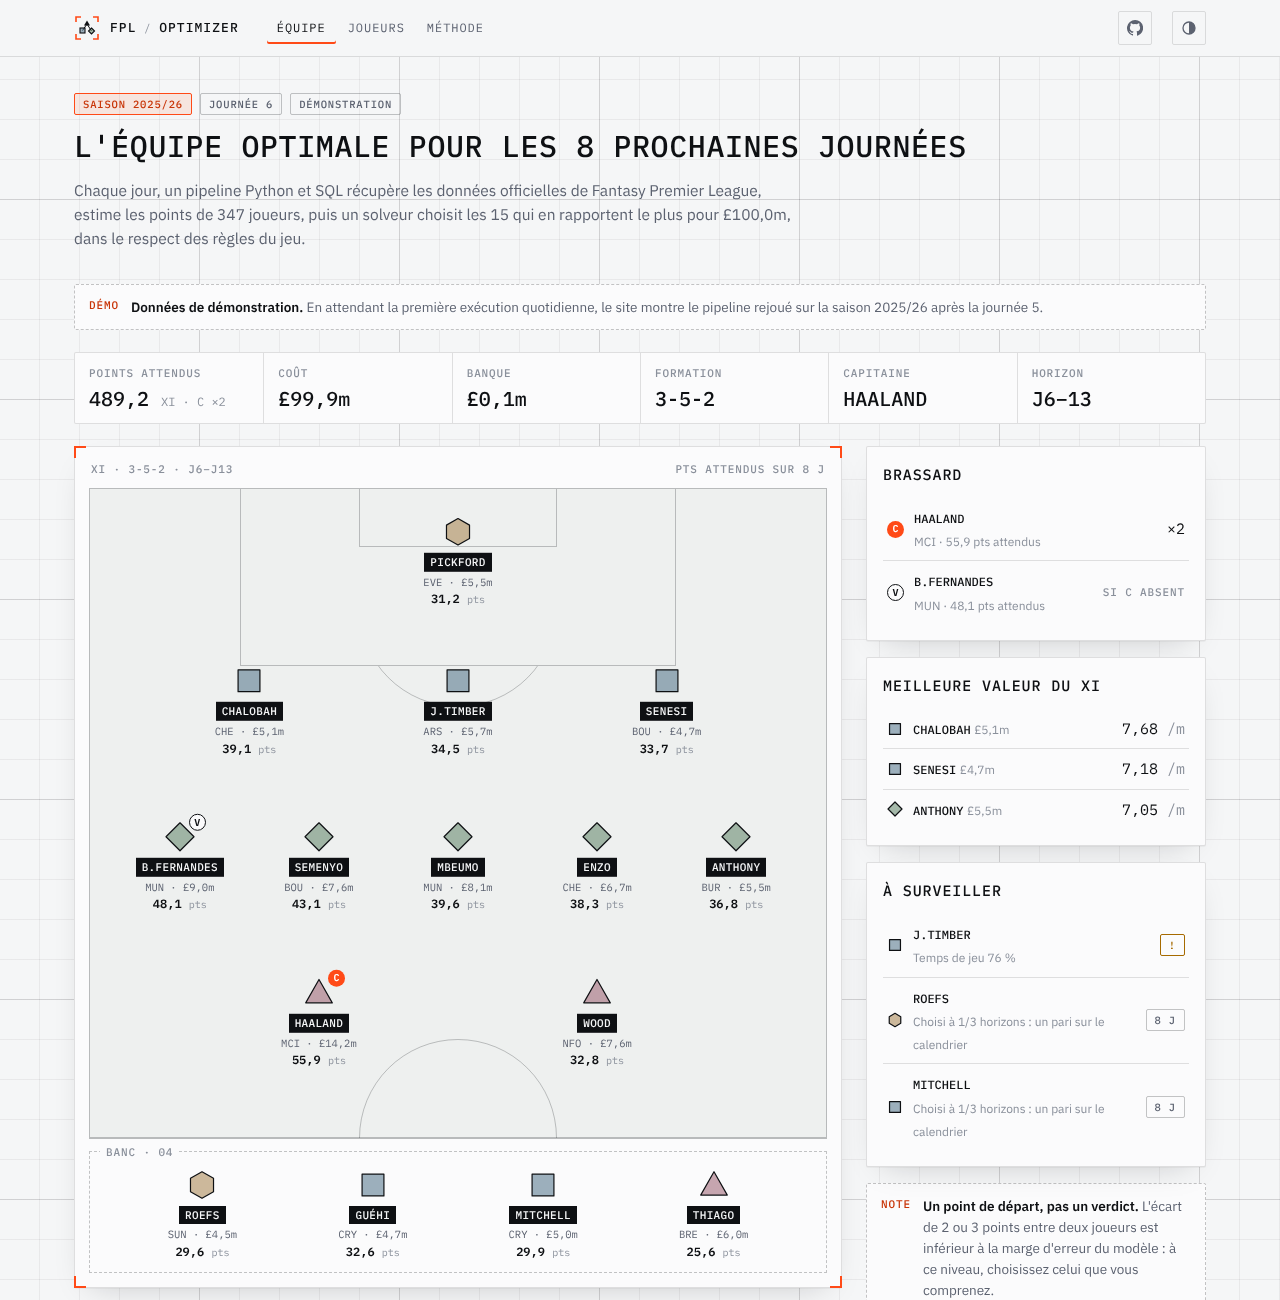 FPL / OPTIMIZER
ÉQUIPE
JOUEURS
MÉTHODE
SAISON 2025/26
JOURNÉE 6
DÉMONSTRATION
L'ÉQUIPE OPTIMALE POUR LES 8 PROCHAINES JOURNÉES
Chaque jour, un pipeline Python et SQL récupère les données officielles de Fantasy Premier League,
estime les points de 347 joueurs, puis un solveur choisit les 15 qui en rapportent le plus pour £100,0m,
dans le respect des règles du jeu.
DÉMO Données de démonstration. En attendant la première exécution quotidienne, le site montre le pipeline rejoué sur la saison 2025/26 après la journée 5.
POINTS ATTENDUS
489,2 XI · C ×2
COÛT
£99,9m
BANQUE
£0,1m
FORMATION
3-5-2
CAPITAINE
HAALAND
HORIZON
J6–13
XI · 3-5-2 · J6–J13
PTS ATTENDUS SUR 8 J
PICKFORD
EVE · £5,5m
31,2 pts
CHALOBAH
CHE · £5,1m
39,1 pts
J.TIMBER
ARS · £5,7m
34,5 pts
SENESI
BOU · £4,7m
33,7 pts
V
B.FERNANDES
MUN · £9,0m
48,1 pts
SEMENYO
BOU · £7,6m
43,1 pts
MBEUMO
MUN · £8,1m
39,6 pts
ENZO
CHE · £6,7m
38,3 pts
ANTHONY
BUR · £5,5m
36,8 pts
C
HAALAND
MCI · £14,2m
55,9 pts
WOOD
NFO · £7,6m
32,8 pts
BANC · 04
ROEFS
SUN · £4,5m
29,6 pts
GUÉHI
CRY · £4,7m
32,6 pts
MITCHELL
CRY · £5,0m
29,9 pts
THIAGO
BRE · £6,0m
25,6 pts
BRASSARD
C
HAALAND
MCI · 55,9 pts attendus
×2
V
B.FERNANDES
MUN · 48,1 pts attendus
SI C ABSENT
MEILLEURE VALEUR DU XI
CHALOBAH £5,1m 7,68 /m
SENESI £4,7m 7,18 /m
ANTHONY £5,5m 7,05 /m
À SURVEILLER
J.TIMBER
Temps de jeu 76 %
!
ROEFS
Choisi à 1/3 horizons : un pari sur le
calendrier
8 J
MITCHELL
Choisi à 1/3 horizons : un pari sur le
calendrier
8 J
NOTE Un point de départ, pas un verdict. L'écart
de 2 ou 3 points entre deux joueurs est
inférieur à la marge d'erreur du modèle : à
ce niveau, choisissez celui que vous
comprenez.